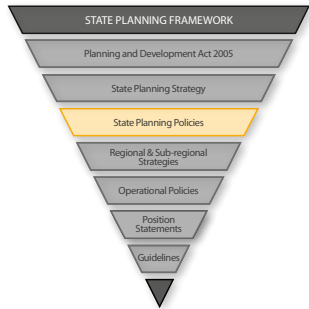 STATE PLANNING FRAMEWORK
Planning and Development Act 2005
State Planning Strategy
State Planning Policies
Regional & Sub-regional
Strategies
Operational Policies
Position
Statements
Guidelines